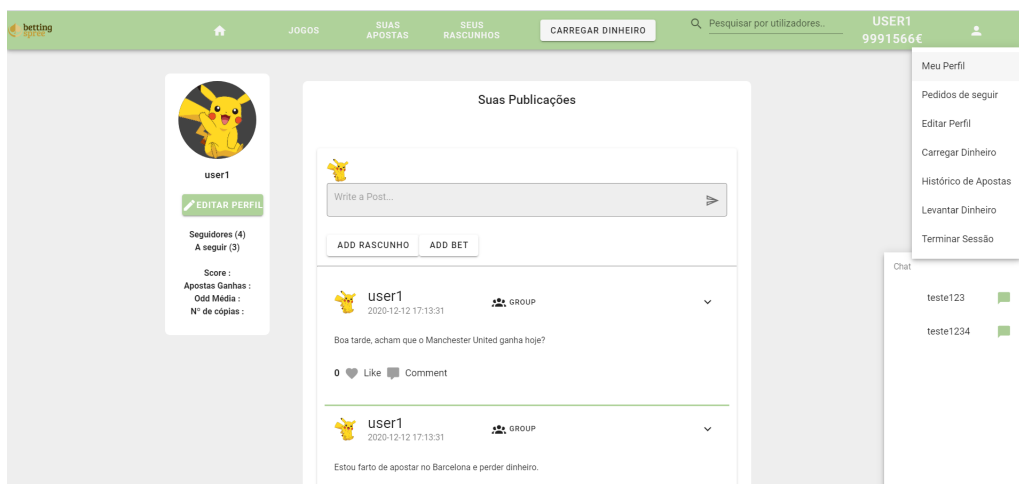 betting
spree
JOGOS
SUAS
APOSTAS
SEUS
RASCUNHOS
CARREGAR DINHEIRO
Pesquisar por utilizadores..
USER1
9991566€
Meu Perfil
Pedidos de seguir
Editar Perfil
Carregar Dinheiro
Histórico de Apostas
Levantar Dinheiro
Terminar Sessão
user1
EDITAR PERFIL
Seguidores (4)
A seguir (3)
Score :
Apostas Ganhas :
Odd Média :
Nº de cópias :
Suas Publicações
Write a Post...
ADD RASCUNHO ADD BET
user1
GROUP
2020-12-12 17:13:31
Boa tarde, acham que o Manchester United ganha hoje?
0 Like Comment
user1
GROUP
2020-12-12 17:13:31
Estou farto de apostar no Barcelona e perder dinheiro.
Chat
teste123
teste1234